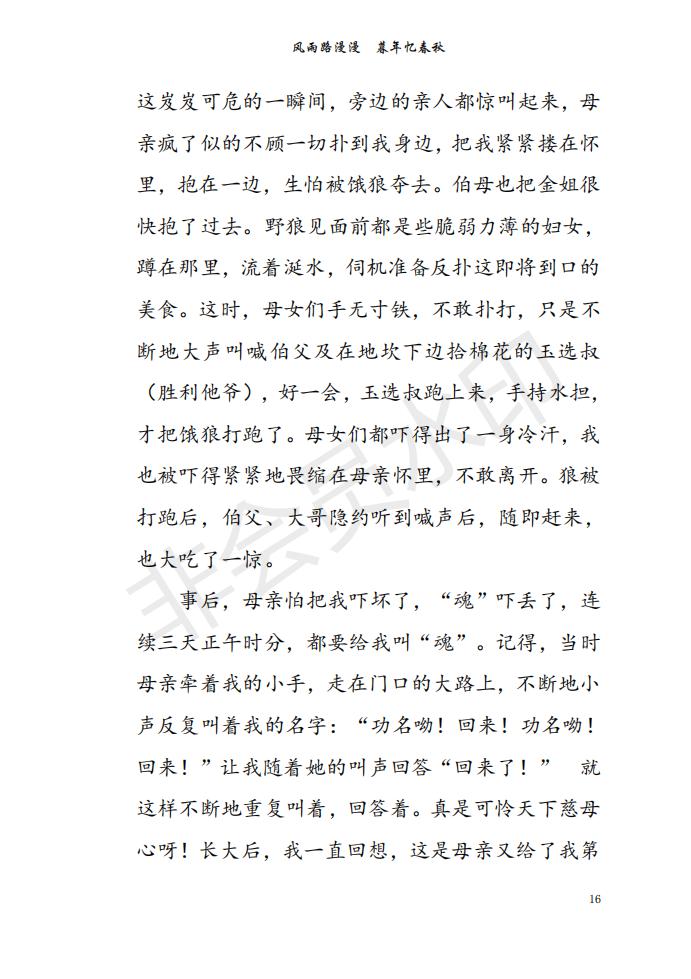 风雨路漫漫　暮年忆春秋
这岌岌可危的一瞬间，旁边的亲人都惊叫起来，母
亲疯了似的不顾一切扑到我身边，把我紧紧搂在怀
里，抱在一边，生怕被饿狼夺去。伯母也把金姐很
快抱了过去。野狼见面前都是些脆弱力薄的妇女，
蹲在那里，流着涎水，伺机准备反扑这即将到口的
美食。这时，母女们手无寸铁，不敢扑打，只是不
断地大声叫喊伯父及在地坎下边拾棉花的玉选叔
（胜利他爷），好一会，玉选叔跑上来，手持水担，
才把饿狼打跑了。母女们都吓得出了一身冷汗，我
也被吓得紧紧地畏缩在母亲怀里，不敢离开。狼被
打跑后，伯父、大哥隐约听到喊声后，随即赶来，
也大吃了一惊。
事后，母亲怕把我吓坏了，“魂”吓丢了，连
续三天正午时分，都要给我叫“魂”。记得，当时
母亲牵着我的小手，走在门口的大路上，不断地小
声反复叫着我的名字：“功名呦！回来！功名呦！
回来！”让我随着她的叫声回答“回来了！”　就
这样不断地重复叫着，回答着。真是可怜天下慈母
心呀！长大后，我一直回想，这是母亲又给了我第
16
非会员水印